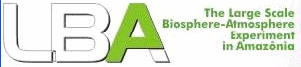 LBA
The Large Scale
Biosphere-Atmosphere
Experiment
in Amazônia